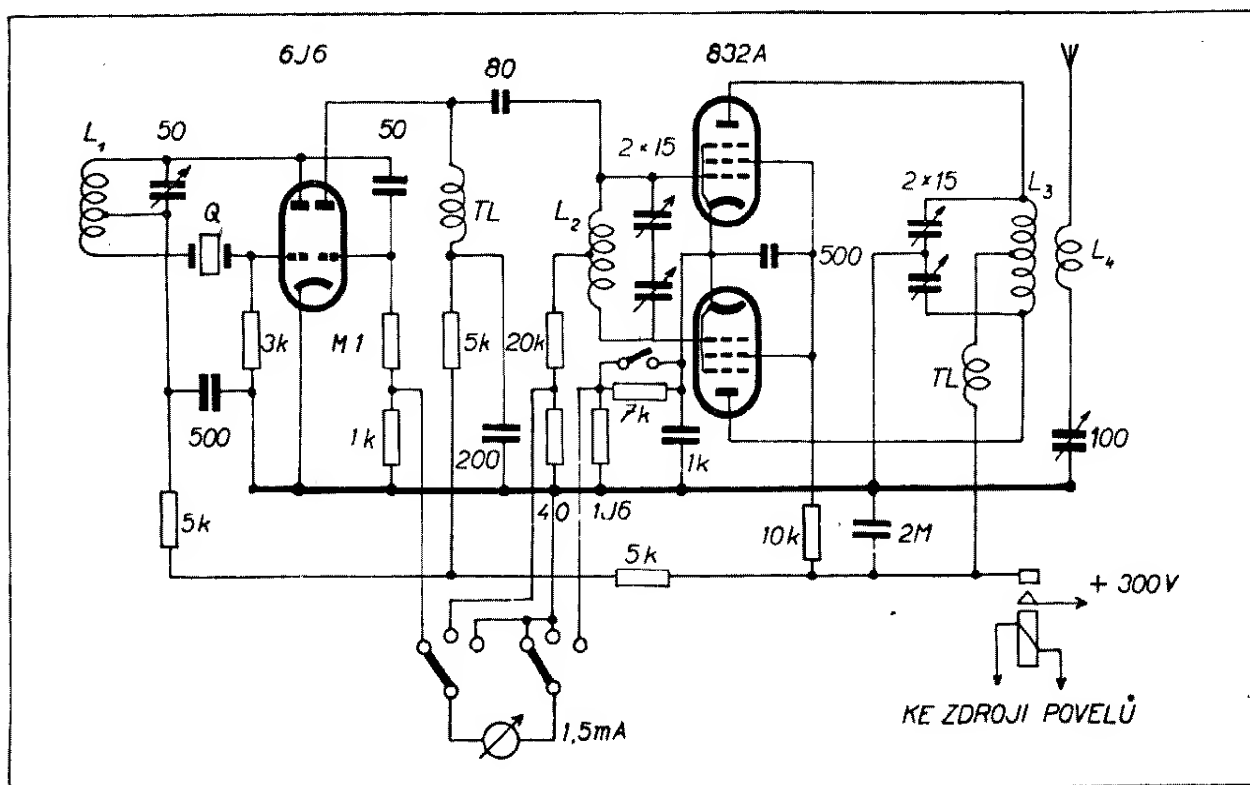 6J6
832A
80
L1
50
50
2×15
2×15
L3
Q
TL
L2
L4
500
3k
M1
5k
20k
TL
7k
500
1k
200
1k
100
40
1J6
5k
10k
2M
5k
+ 300V
1,5mA
KE ZDROJI POVELŮ